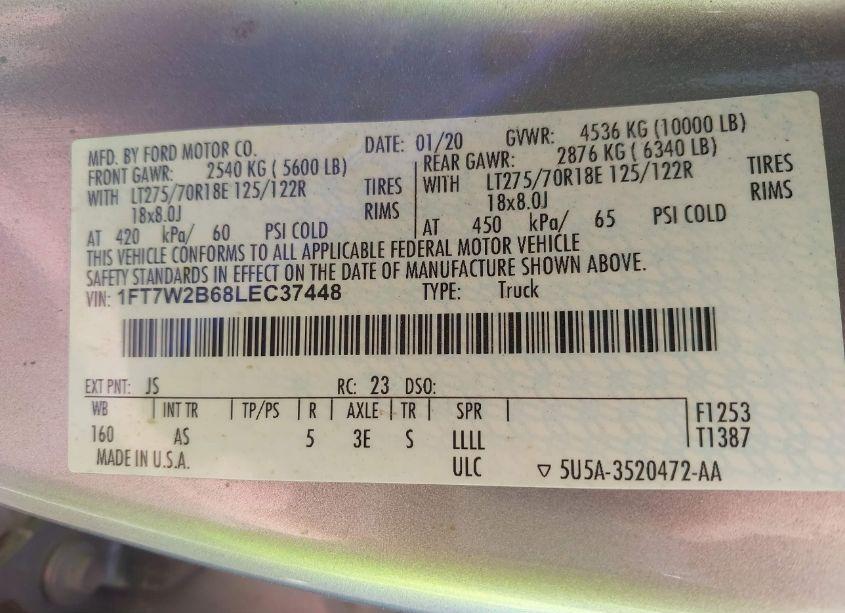 MFD. BY FORD MOTOR CO. DATE: 01/20 GVWR: 4536 KG (10000 LB)
FRONT GAWR: 2540 KG ( 5600 LB) REAR GAWR: 2876 KG ( 6340 LB)
WITH LT275/70R18E 125/122R TIRES WITH LT275/70R18E 125/122R TIRES
18x8.0J RIMS 18x8.0J RIMS
AT 420 kPa/ 60 PSI COLD AT 450 kPa/ 65 PSI COLD
THIS VEHICLE CONFORMS TO ALL APPLICABLE FEDERAL MOTOR VEHICLE
SAFETY STANDARDS IN EFFECT ON THE DATE OF MANUFACTURE SHOWN ABOVE.
VIN: 1FT7W2B68LEC37448 TYPE: Truck
EXT PNT: JS RC: 23 DSO:
WB INT TR TP/PS R AXLE TR SPR F1253
160 AS 5 3E S LLLL T1387
MADE IN U.S.A. ULC 5U5A-3520472-AA